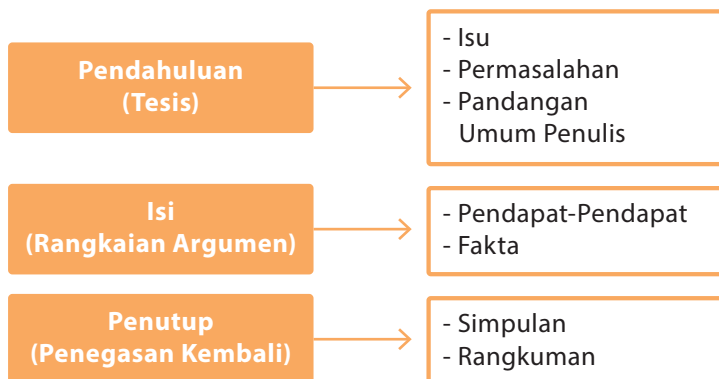 Pendahuluan
(Tesis)
- Isu
- Permasalahan
- Pandangan
Umum Penulis
Isi
(Rangkaian Argumen)
- Pendapat-Pendapat
- Fakta
Penutup
(Penegasan Kembali)
- Simpulan
- Rangkuman